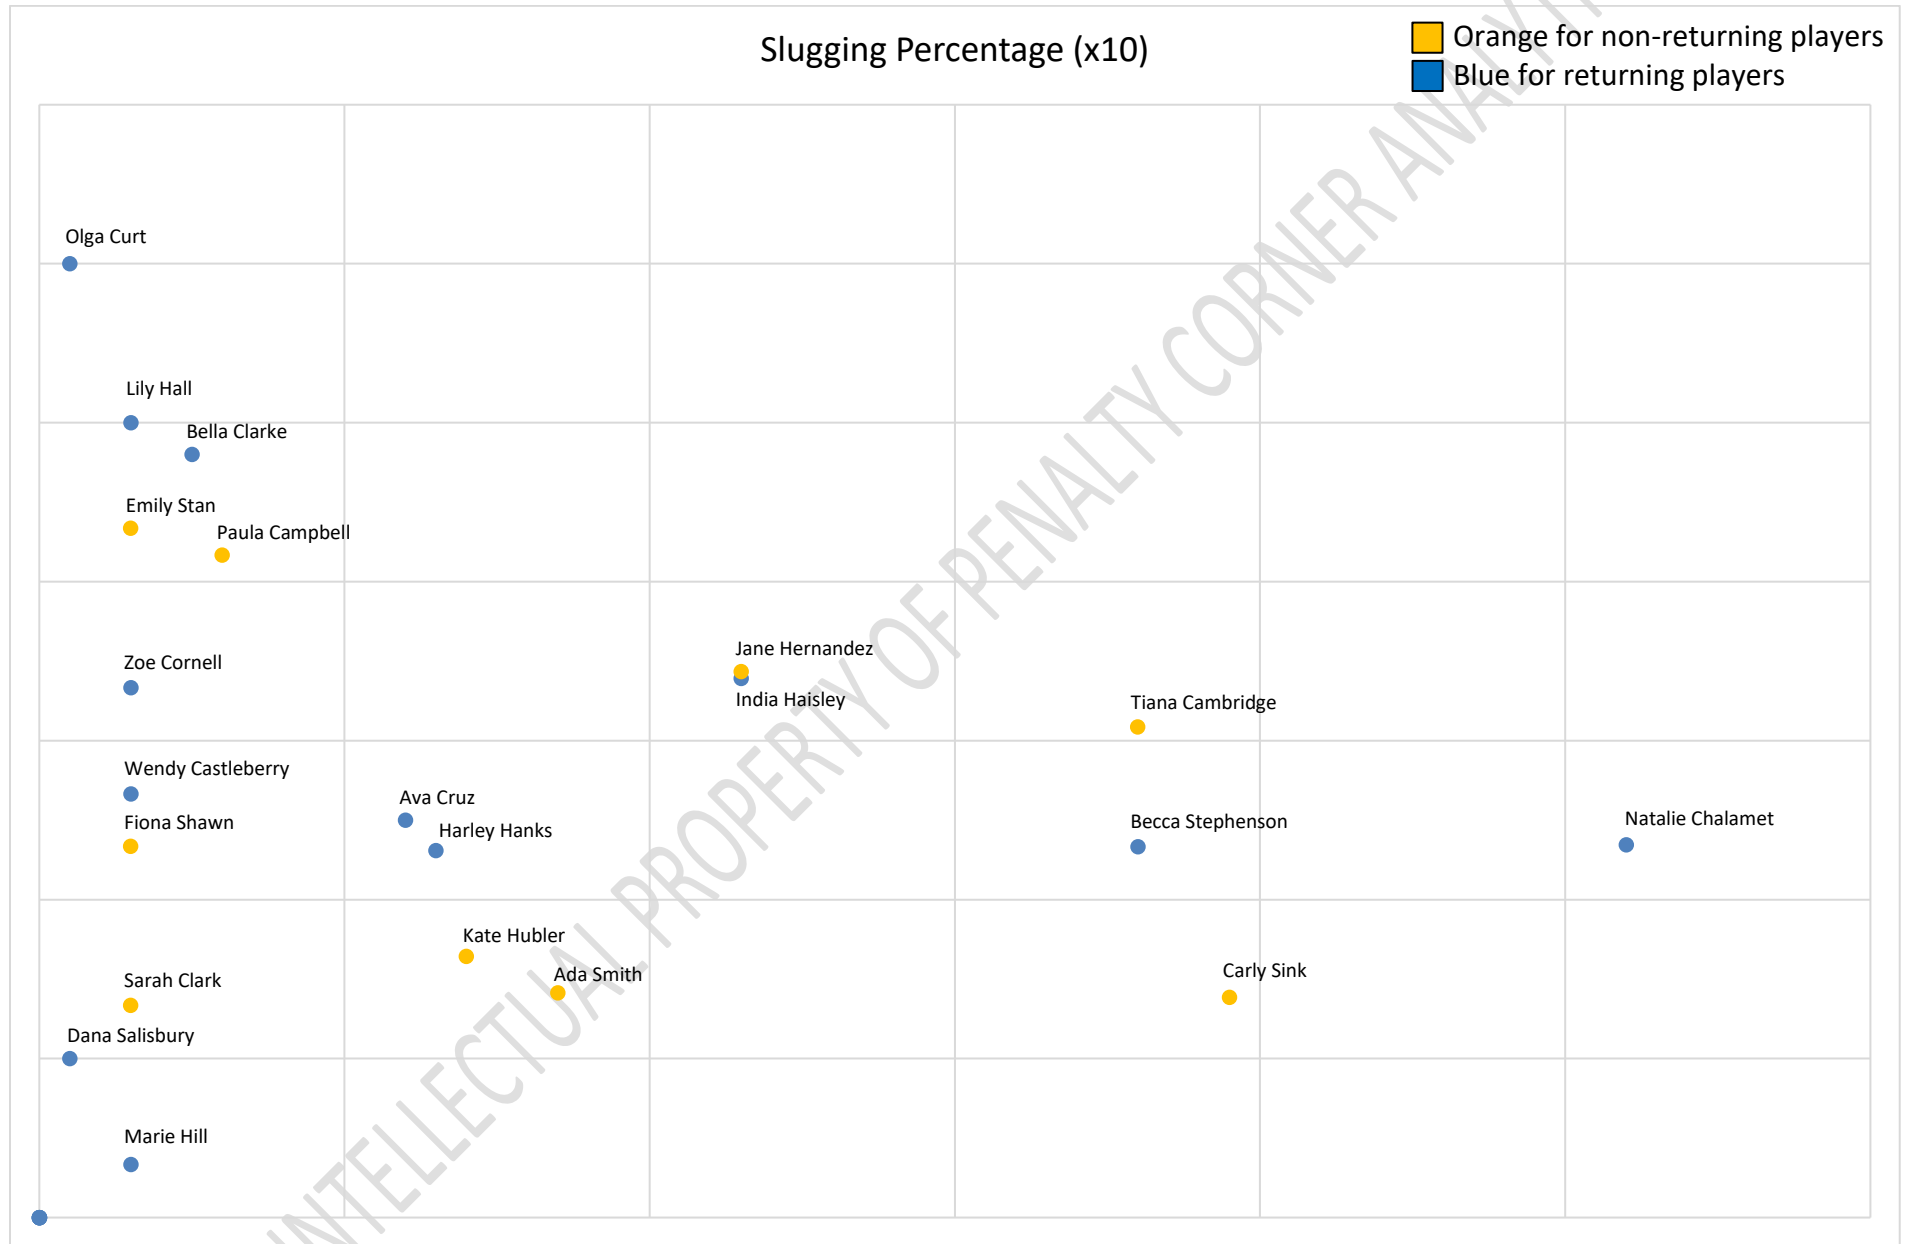 Slugging Percentage (x10)
Orange for non-returning players
Blue for returning players
Olga Curt
Lily Hall
Bella Clarke
Emily Stan
Paula Campbell
Zoe Cornell
Jane Hernandez
India Haisley
Tiana Cambridge
Wendy Castleberry
Ava Cruz
Fiona Shawn
Harley Hanks
Becca Stephenson
Natalie Chalamet
Kate Hubler
Ada Smith
Carly Sink
Sarah Clark
Dana Salisbury
Marie Hill
INTELLECTUAL PROPERTY OF PENALTY CORNER